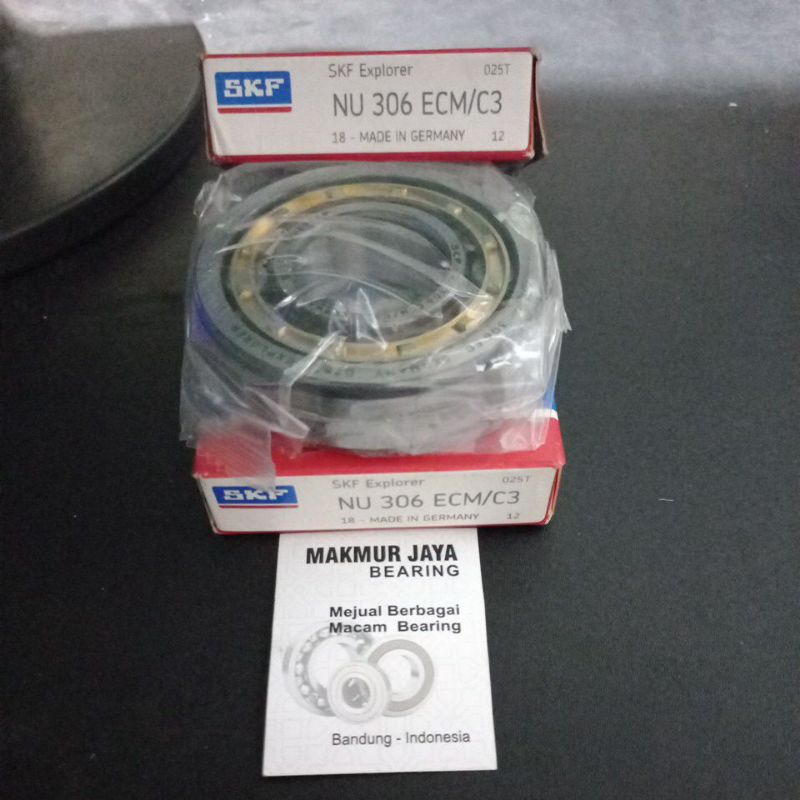 SKF
SKF Explorer 025T
NU 306 ECM/C3
18 - MADE IN GERMANY 12
SKF
SKF Explorer 025T
NU 306 ECM/C3
18 - MADE IN GERMANY 12
MAKMUR JAYA
BEARING
Mejual Berbagai
Macam Bearing
Bandung - Indonesia